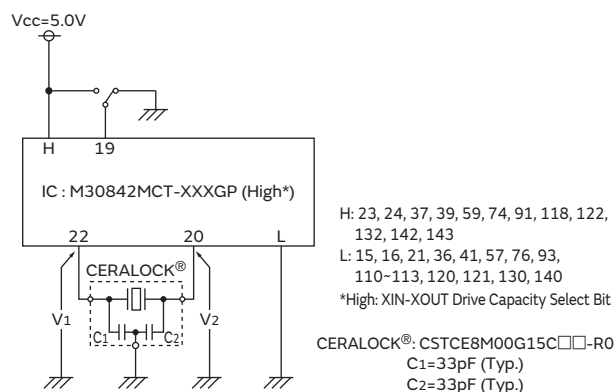 Vcc=5.0V
H
19
IC : M30842MCT-XXXGP (High*)
22
20
L
CERALOCK®
V1
C1
C2
V2
H: 23, 24, 37, 39, 59, 74, 91, 118, 122,
132, 142, 143
L: 15, 16, 21, 36, 41, 57, 76, 93,
110~113, 120, 121, 130, 140
*High: XIN-XOUT Drive Capacity Select Bit
CERALOCK®: CSTCE8M00G15C□□-R0
C1=33pF (Typ.)
C2=33pF (Typ.)